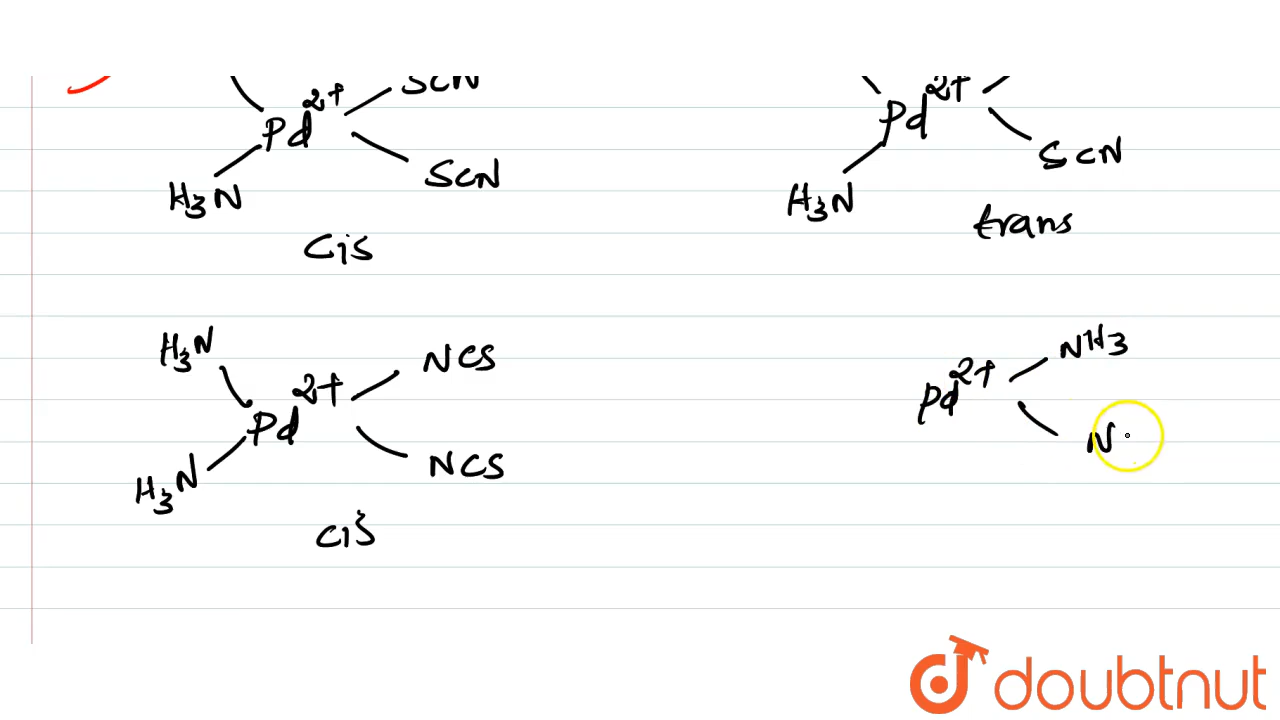 SCN
Pd2+ SCN
H3N
Cis
Pd2+ SCN
H3N
trans
H3N NCS
Pd2+
H3N NCS
Cis
NH3
Pd2+
N
doubtnut